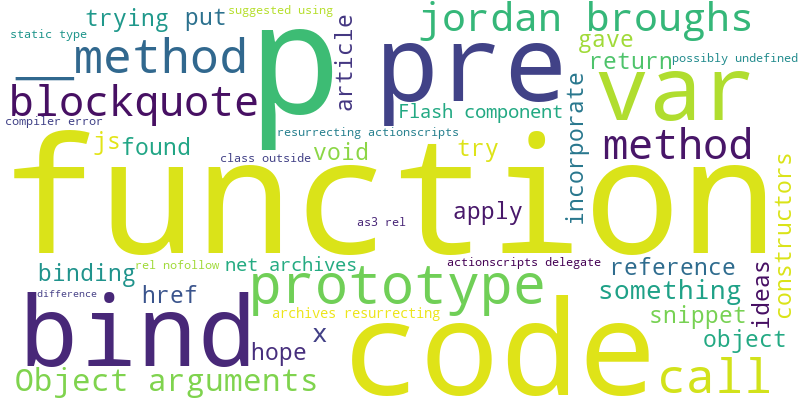 suggested using
trying put
jordan broughs
static type
p
pre
article
gave
__method
return
possibly undefined
var
blockquote
Flash component
incorporate
compiler error
resurrecting actionscripts
js
found
function
class outside
void
try
method
constructors
as3 rel
apply
binding
rel nofollow
net archives
actionscripts delegate
reference
ideas
difference
href
prototype
something
bind
archives resurrecting
snippet
x
code
object
hope
Object arguments
call